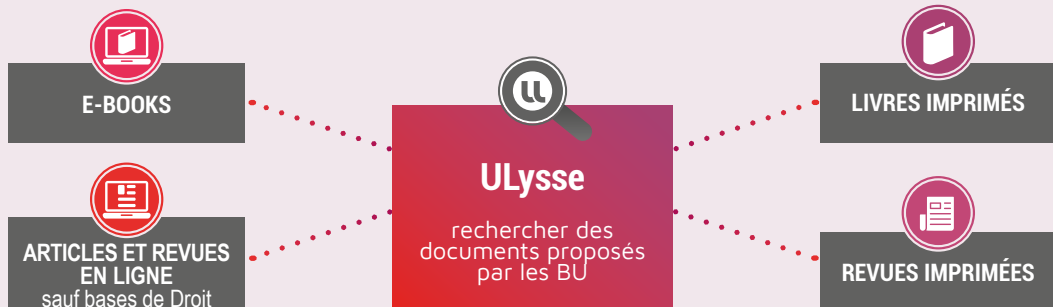 E-BOOKS
ARTICLES ET REVUES
EN LIGNE
sauf bases de Droit
ULysse
rechercher des
documents proposés
par les BU
LIVRES IMPRIMÉS
REVUES IMPRIMÉES